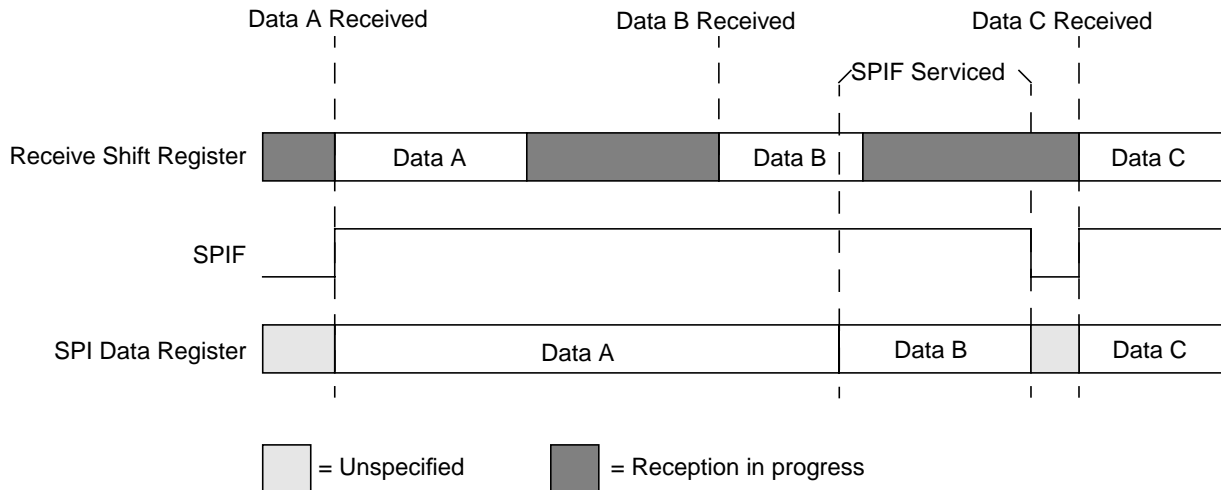 Data A Received
Data B Received
Data C Received
SPIF Serviced
Receive Shift Register
Data A
Data B
Data C
SPIF
SPI Data Register
Data A
Data B
Data C
= Unspecified
= Reception in progress